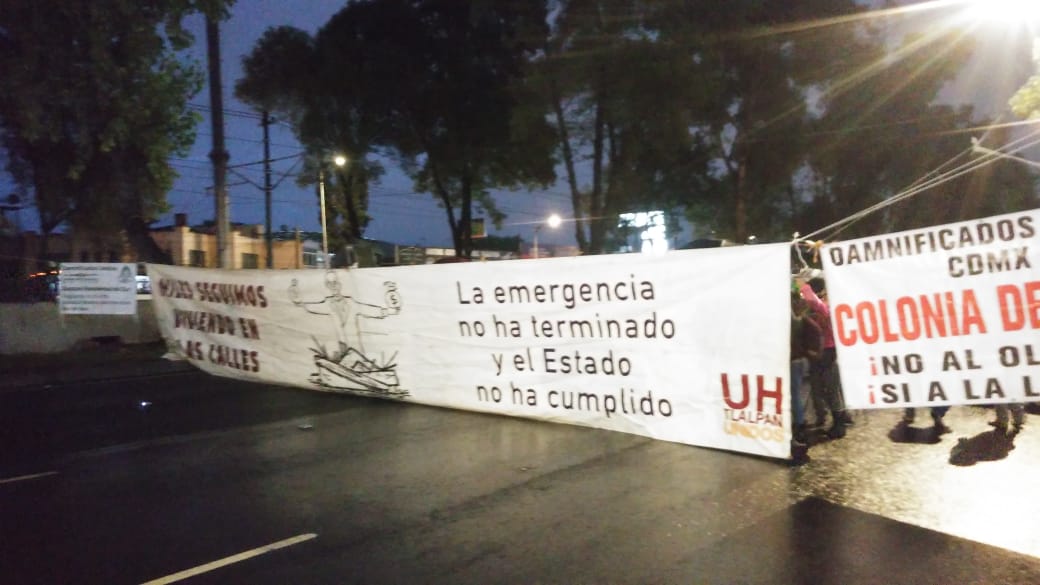 MILES SEGUIMOS
VIVIENDO EN
LAS CALLES
$
La emergencia
no ha terminado
y el Estado
no ha cumplido
UH
TLALPAN
UNIDOS
DAMNIFICADOS
CDMX
COLONIA DE
¡NO AL OL
¡SI A LA L